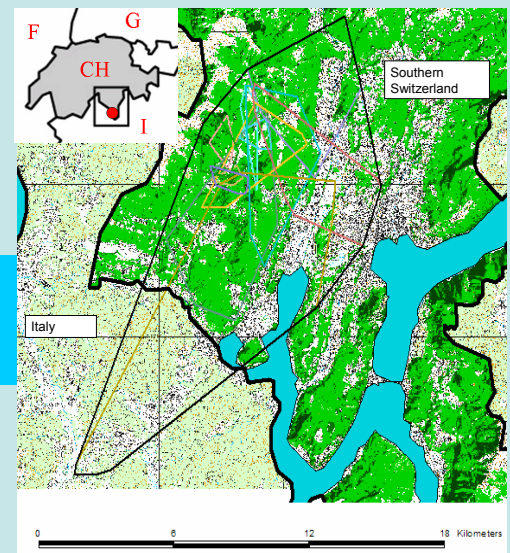 F
G
CH
I
Southern
Switzerland
Italy
0 6 12 18 Kilometers